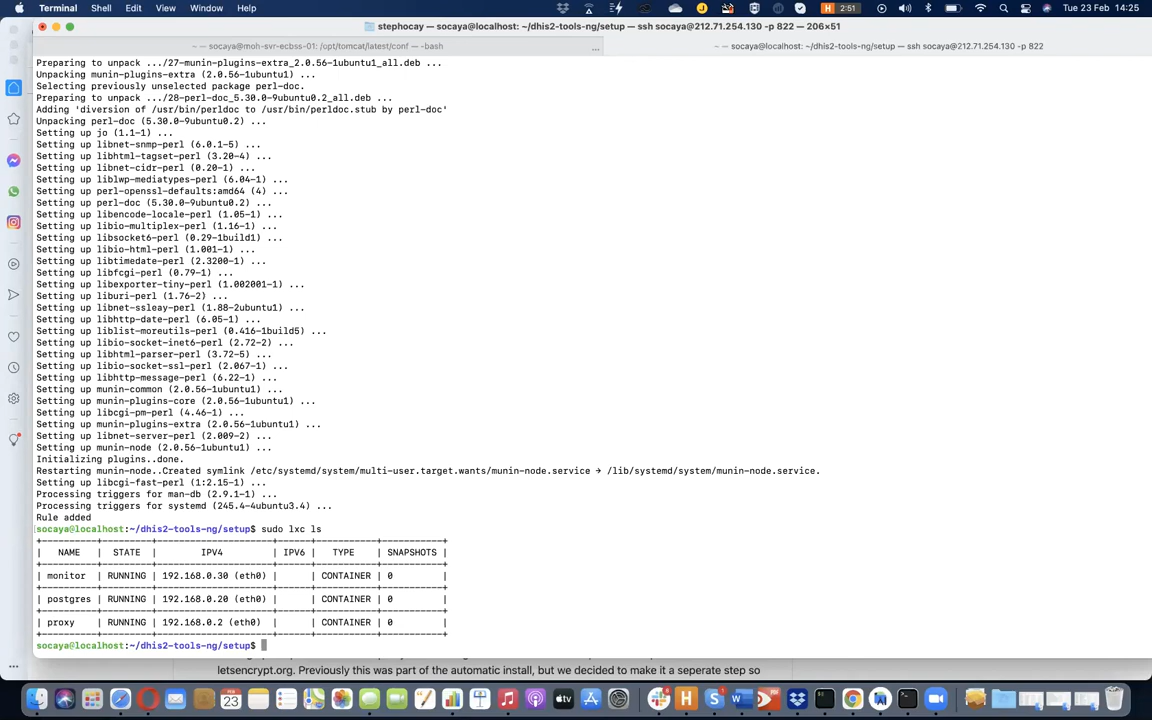 Terminal Shell Edit View Window Help 2:51 Tue 23 Feb 14:25
stephocay — socaya@localhost: ~/dhis2-tools-ng/setup — ssh socaya@212.71.254.130 -p 822 — 206×51
~ — socaya@moh-svr-ecbss-01: /opt/tomcat/latest/conf — -bash ... ~ — socaya@localhost: ~/dhis2-tools-ng/setup — ssh socaya@212.71.254.130 -p 822
Preparing to unpack .../27-munin-plugins-extra_2.0.56-1ubuntu1_all.deb ...
Unpacking munin-plugins-extra (2.0.56-1ubuntu1) ...
Selecting previously unselected package perl-doc.
Preparing to unpack .../28-perl-doc_5.30.0-9ubuntu0.2_all.deb ...
Adding 'diversion of /usr/bin/perldoc to /usr/bin/perldoc.stub by perl-doc'
Unpacking perl-doc (5.30.0-9ubuntu0.2) ...
Setting up jo (1.1-1) ...
Setting up libnet-snmp-perl (6.0.1-5) ...
Setting up libhtml-tagset-perl (3.20-4) ...
Setting up libnet-cidr-perl (0.20-1) ...
Setting up liblwp-mediatypes-perl (6.04-1) ...
Setting up perl-openssl-defaults:amd64 (4) ...
Setting up perl-doc (5.30.0-9ubuntu0.2) ...
Setting up libencode-locale-perl (1.05-1) ...
Setting up libio-multiplex-perl (1.16-1) ...
Setting up libsocket6-perl (0.29-1build1) ...
Setting up libio-html-perl (1.001-1) ...
Setting up libtimedate-perl (2.3200-1) ...
Setting up libfcgi-perl (0.79-1) ...
Setting up libexporter-tiny-perl (1.002001-1) ...
Setting up liburi-perl (1.76-2) ...
Setting up libnet-ssleay-perl (1.88-2ubuntu1) ...
Setting up libhttp-date-perl (6.05-1) ...
Setting up liblist-moreutils-perl (0.416-1build5) ...
Setting up libio-socket-inet6-perl (2.72-2) ...
Setting up libhtml-parser-perl (3.72-5) ...
Setting up libio-socket-ssl-perl (2.067-1) ...
Setting up libhttp-message-perl (6.22-1) ...
Setting up munin-common (2.0.56-1ubuntu1) ...
Setting up munin-plugins-core (2.0.56-1ubuntu1) ...
Setting up libcgi-pm-perl (4.46-1) ...
Setting up munin-plugins-extra (2.0.56-1ubuntu1) ...
Setting up libnet-server-perl (2.009-2) ...
Setting up munin-node (2.0.56-1ubuntu1) ...
Initializing plugins..done.
Restarting munin-node..Created symlink /etc/systemd/system/multi-user.target.wants/munin-node.service → /lib/systemd/system/munin-node.service.
Setting up libcgi-fast-perl (1:2.15-1) ...
Processing triggers for man-db (2.9.1-1) ...
Processing triggers for systemd (245.4-4ubuntu3.4) ...
Rule added
socaya@localhost:~/dhis2-tools-ng/setup$ sudo lxc ls
| NAME | STATE | IPV4 | IPV6 | TYPE | SNAPSHOTS |
| monitor | RUNNING | 192.168.0.30 (eth0) | | CONTAINER | 0 |
| postgres | RUNNING | 192.168.0.20 (eth0) | | CONTAINER | 0 |
| proxy | RUNNING | 192.168.0.2 (eth0) | | CONTAINER | 0 |
socaya@localhost:~/dhis2-tools-ng/setup$
letsencrypt.org. Previously this was part of the automatic install, but we decided to make it a seperate step so